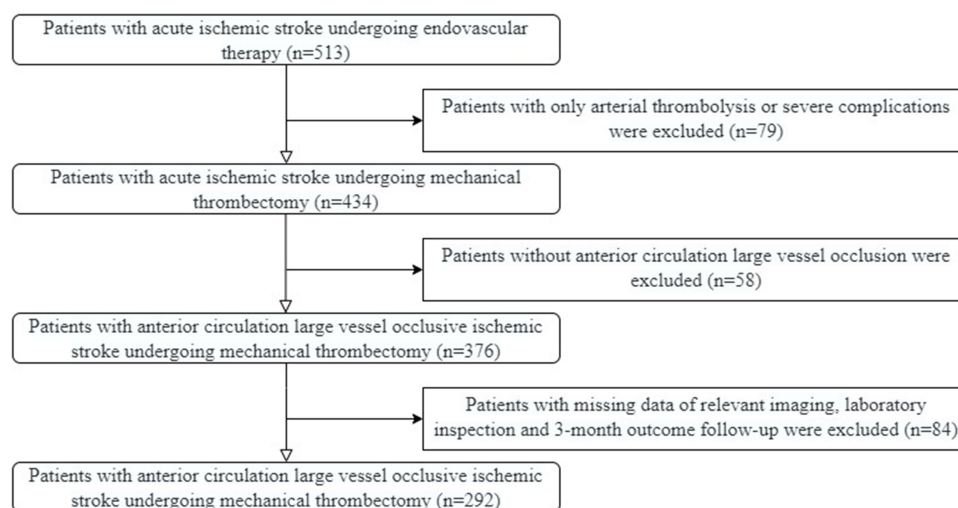 Patients with acute ischemic stroke undergoing endovascular
therapy (n=513)
Patients with only arterial thrombolysis or severe complications
were excluded (n=79)
Patients with acute ischemic stroke undergoing mechanical
thrombectomy (n=434)
Patients without anterior circulation large vessel occlusion were
excluded (n=58)
Patients with anterior circulation large vessel occlusive ischemic
stroke undergoing mechanical thrombectomy (n=376)
Patients with missing data of relevant imaging, laboratory
inspection and 3-month outcome follow-up were excluded (n=84)
Patients with anterior circulation large vessel occlusive ischemic
stroke undergoing mechanical thrombectomy (n=292)